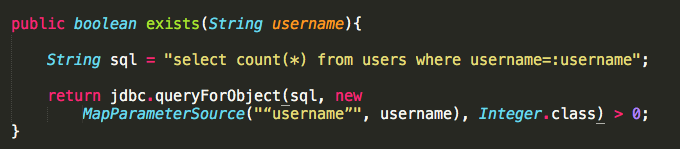 public boolean exists(String username){
String sql = "select count(*) from users where username=:username";
return jdbc.queryForObject(sql, new
MapParameterSource("“username”", username), Integer.class) > 0;
}